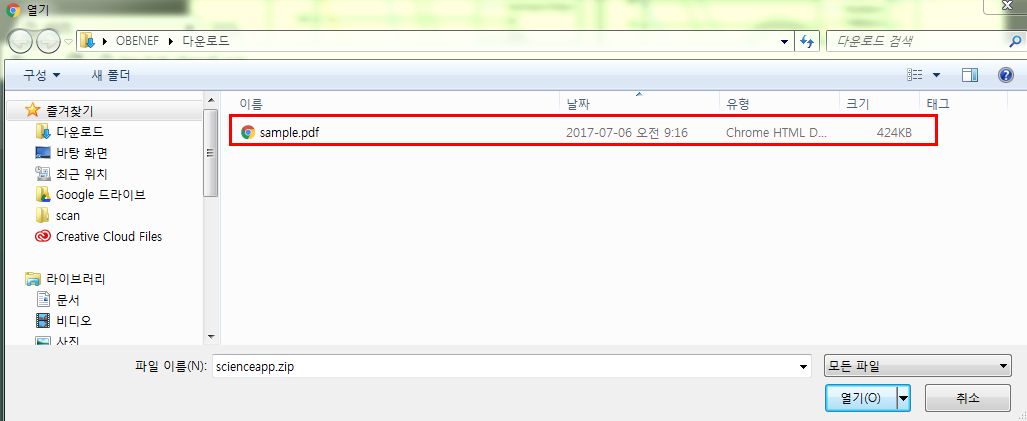 열기
OBENEF 다운로드
다운로드 검색
구성 새 폴더
이름 날짜 유형 크기 태그
sample.pdf 2017-07-06 오전 9:16 Chrome HTML D... 424KB
즐겨찾기
다운로드
바탕 화면
최근 위치
Google 드라이브
scan
Creative Cloud Files
라이브러리
문서
비디오
사진
파일 이름(N): scienceapp.zip 모든 파일
열기(O) 취소